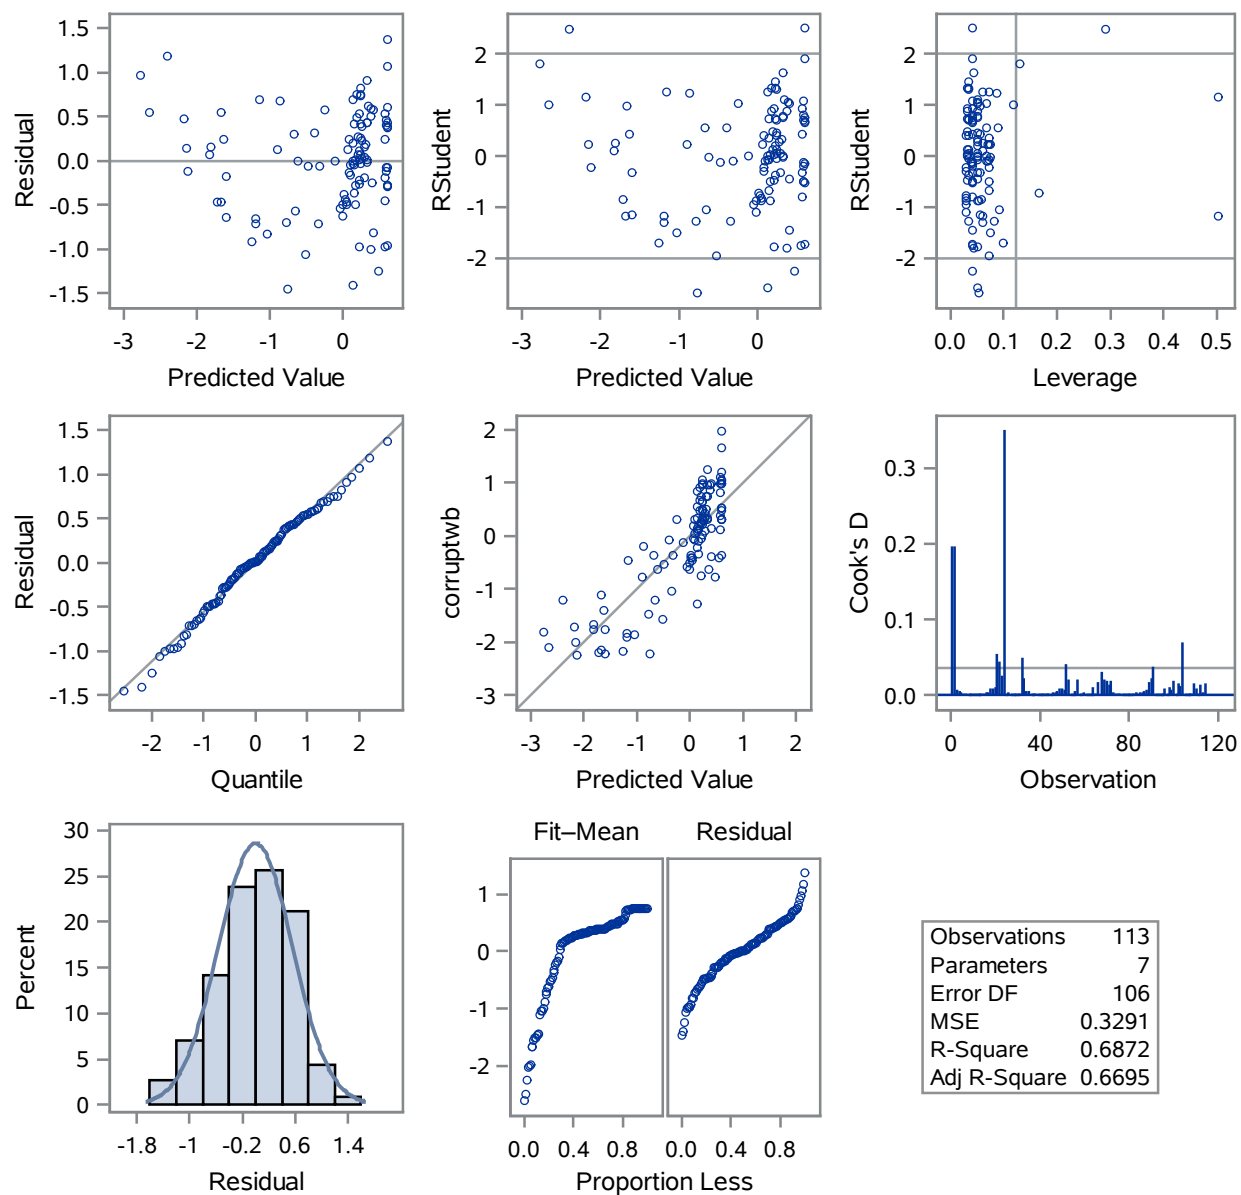 1.5
1.0
0.5
0.0
-0.5
-1.0
-1.5
Residual
-3 -2 -1 0
Predicted Value
2
1
0
-1
-2
RStudent
-3 -2 -1 0
Predicted Value
2
1
0
-1
-2
RStudent
0.0 0.1 0.2 0.3 0.4 0.5
Leverage
1.5
1.0
0.5
0.0
-0.5
-1.0
-1.5
Residual
-2 -1 0 1 2
Quantile
2
1
0
-1
-2
-3
corruptwb
-3 -2 -1 0 1 2
Predicted Value
0.3
0.2
0.1
0.0
Cook's D
0 40 80 120
Observation
30
25
20
15
10
5
0
Percent
-1.8 -1 -0.2 0.6 1.4
Residual
Fit–Mean Residual
1
0
-1
-2
0.0 0.4 0.8 0.0 0.4 0.8
Proportion Less
Observations 113
Parameters 7
Error DF 106
MSE 0.3291
R-Square 0.6872
Adj R-Square 0.6695